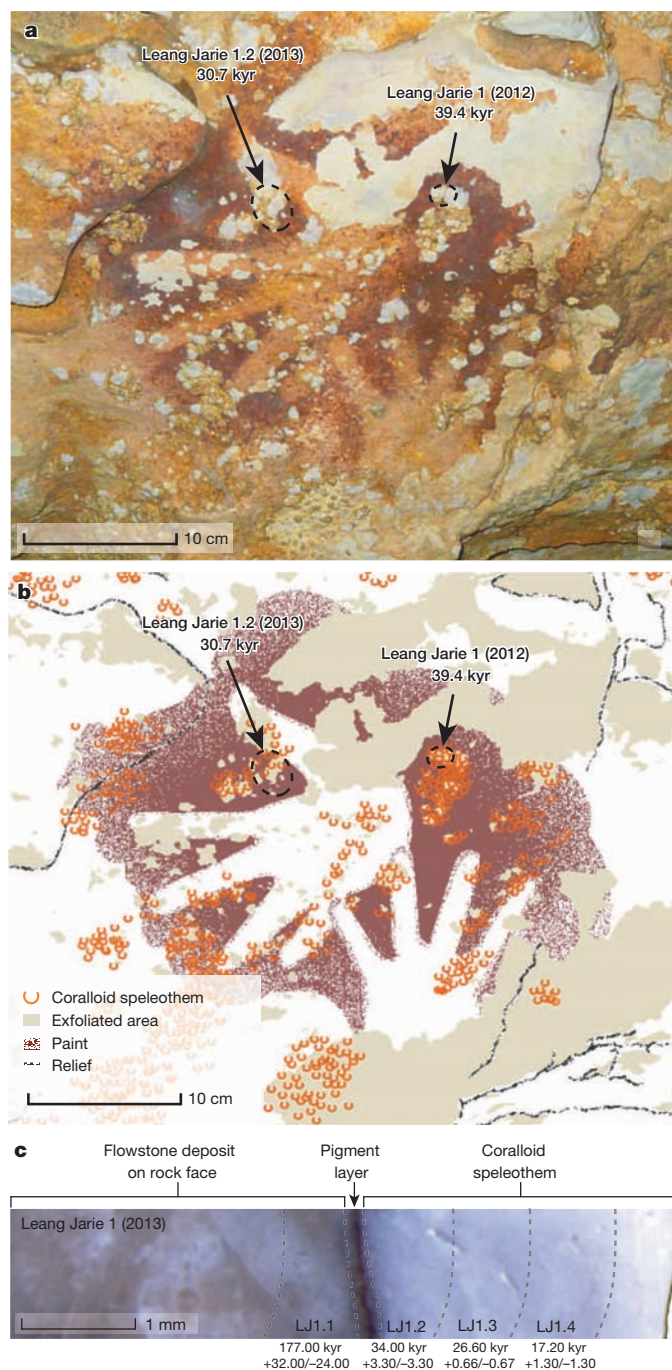 a
Leang Jarie 1.2 (2013)
30.7 kyr
Leang Jarie 1 (2012)
39.4 kyr
10 cm
b
Leang Jarie 1.2 (2013)
30.7 kyr
Leang Jarie 1 (2012)
39.4 kyr
Coralloid speleothem
Exfoliated area
Paint
Relief
10 cm
c
Flowstone deposit
on rock face
Pigment
layer
Coralloid
speleothem
Leang Jarie 1 (2013)
1 mm
LJ1.1 LJ1.2 LJ1.3 LJ1.4
177.00 kyr 34.00 kyr 26.60 kyr 17.20 kyr
+32.00/–24.00 +3.30/–3.30 +0.66/–0.67 +1.30/–1.30